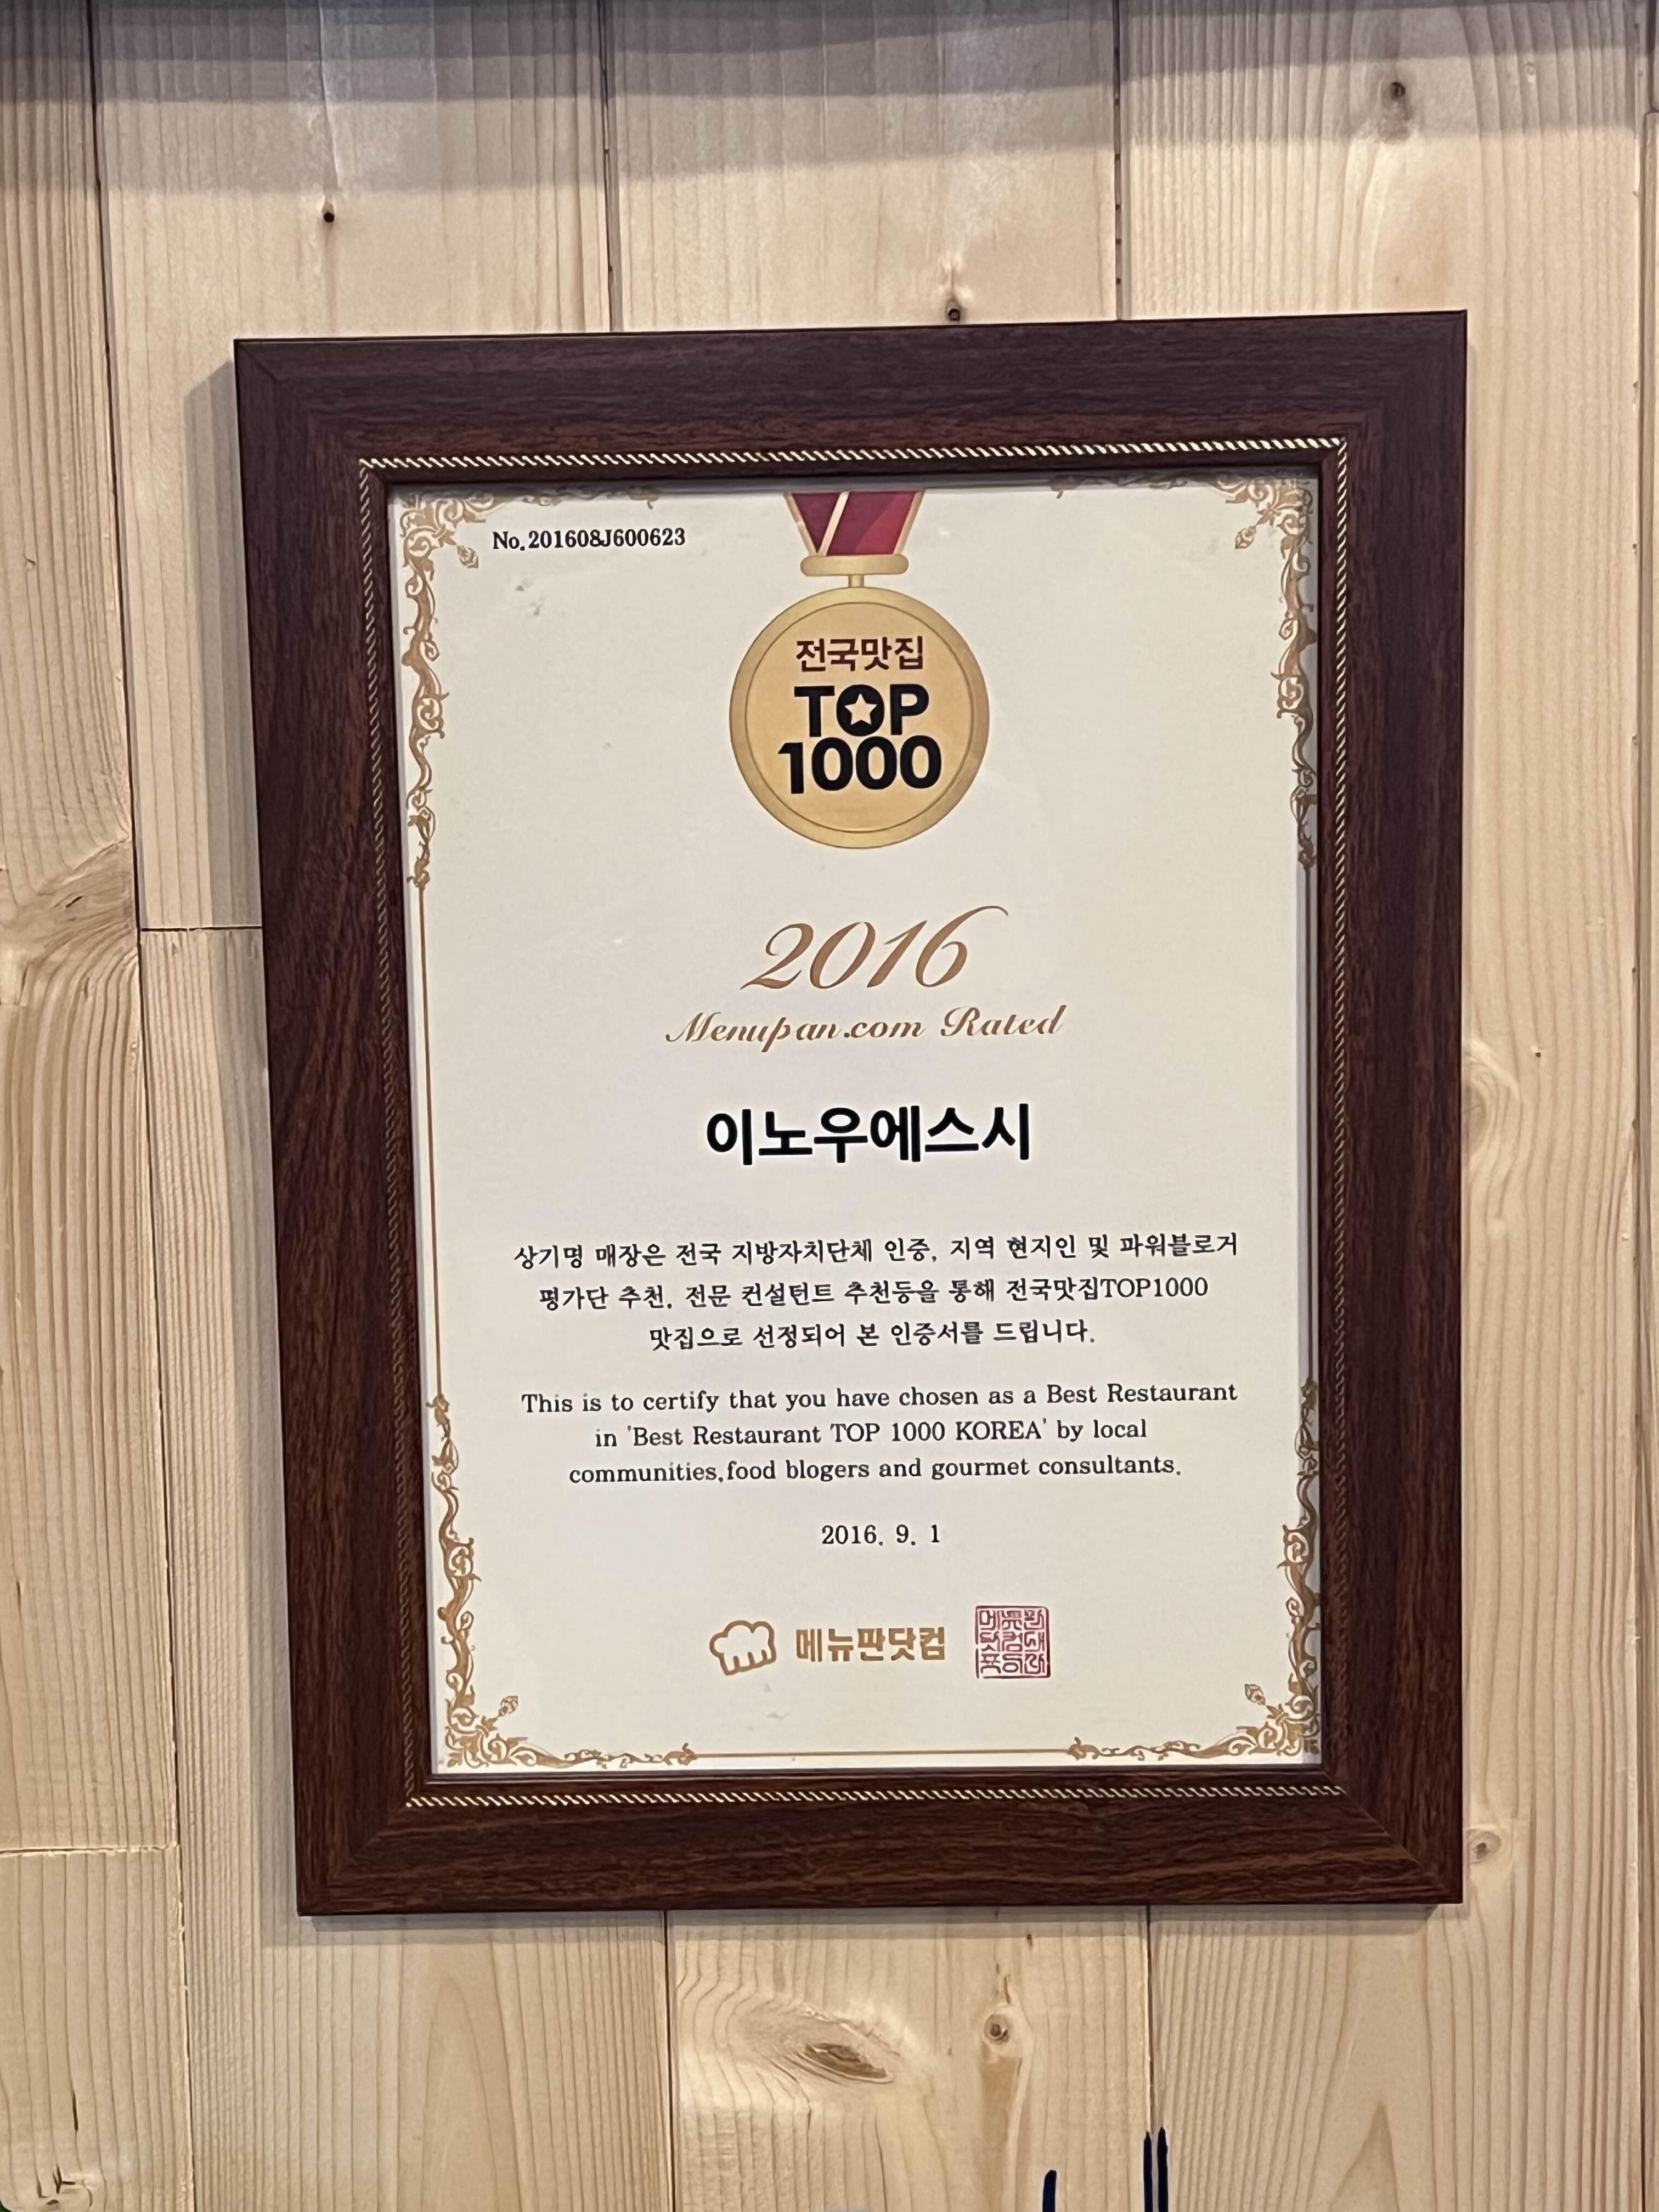 No.201608J600623
전국맛집
TOP
1000
2016
Menupan.com Rated
이노우에스시
상기명 매장은 전국 지방자치단체 인증, 지역 현지인 및 파워블로거
평가단 추천, 전문 컨설턴트 추천등을 통해 전국맛집TOP1000
맛집으로 선정되어 본 인증서를 드립니다.
This is to certify that you have chosen as a Best Restaurant
in 'Best Restaurant TOP 1000 KOREA' by local
communities,food blogers and gourmet consultants.
2016. 9. 1
메뉴판닷컴